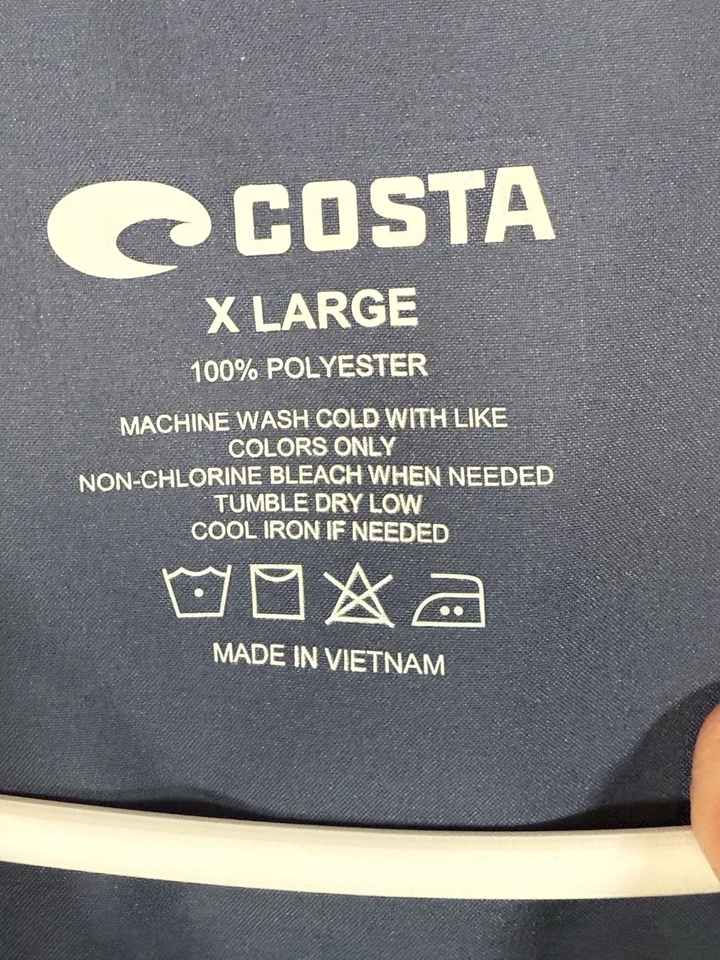 COSTA
X LARGE
100% POLYESTER
MACHINE WASH COLD WITH LIKE
COLORS ONLY
NON-CHLORINE BLEACH WHEN NEEDED
TUMBLE DRY LOW
COOL IRON IF NEEDED
MADE IN VIETNAM